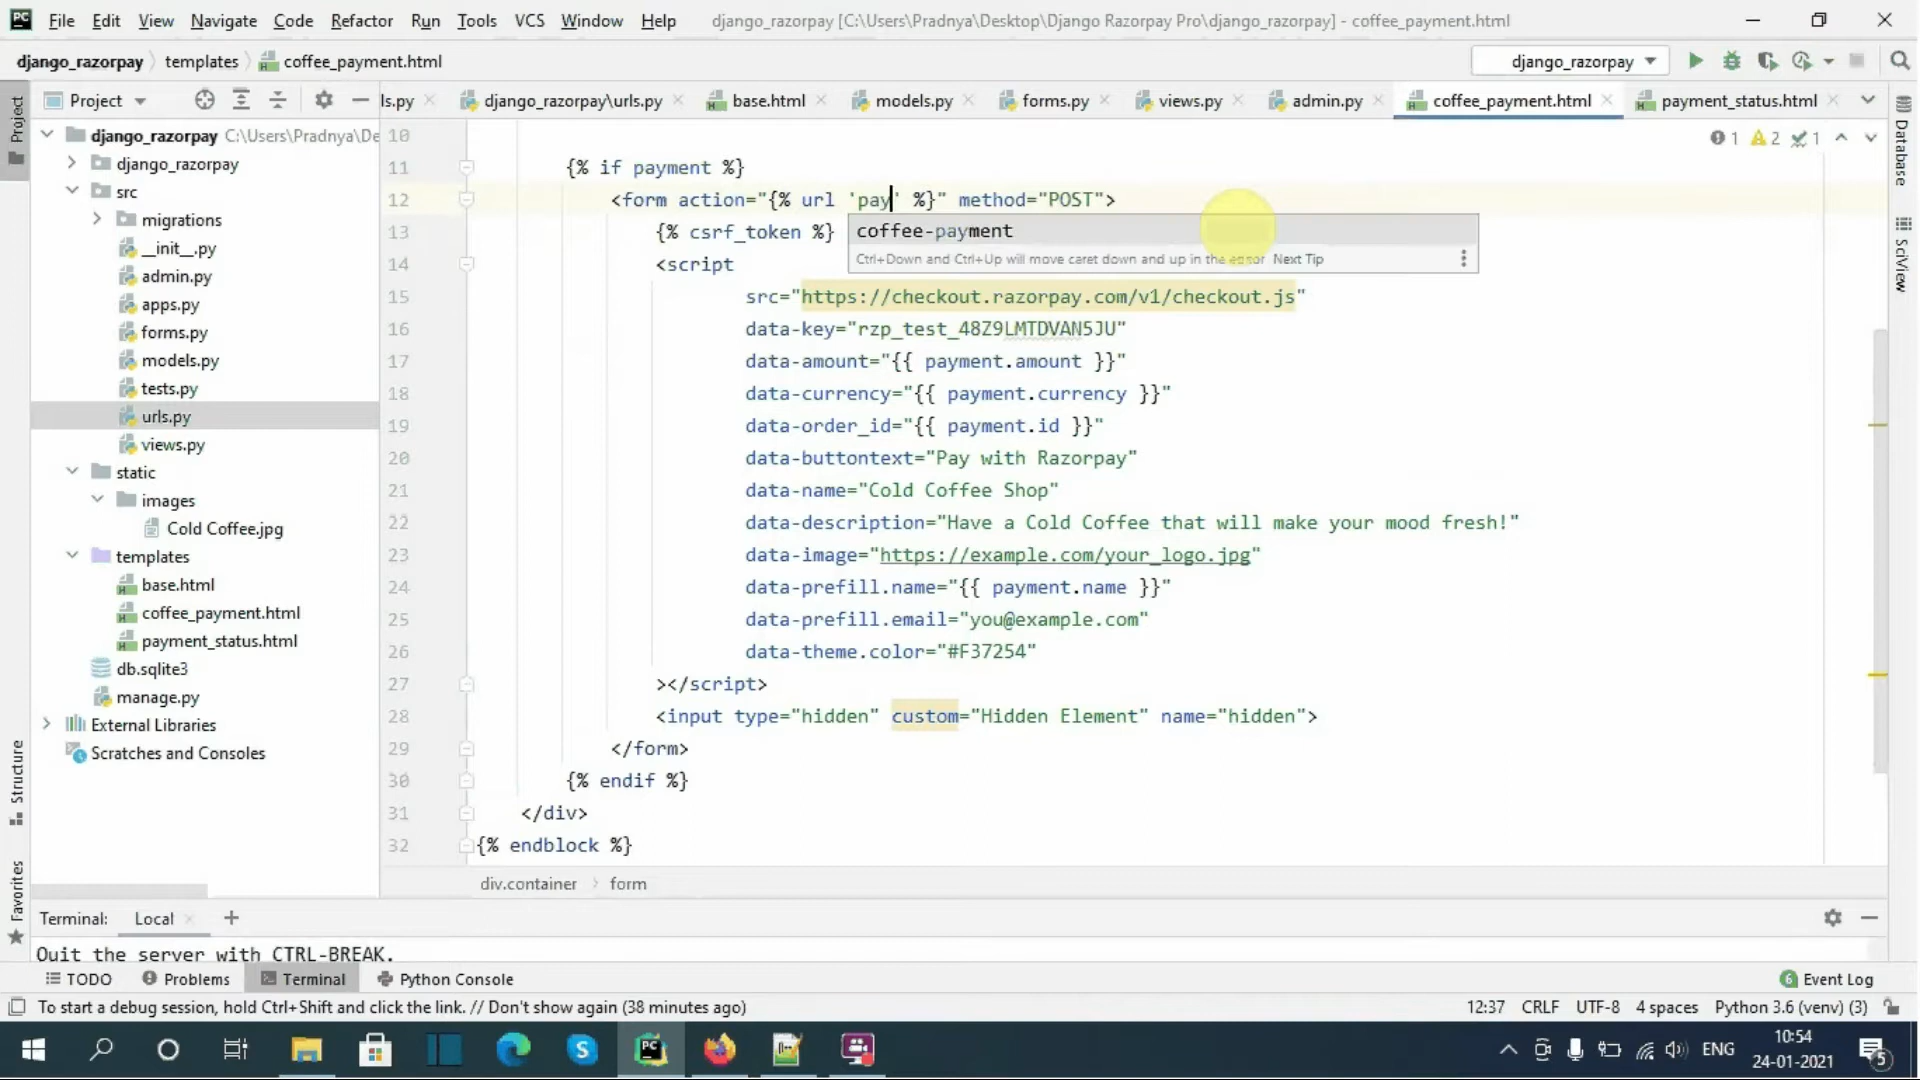 PC File Edit View Navigate Code Refactor Run Tools VCS Window Help django_razorpay [C:\Users\Pradnya\Desktop\Django Razorpay Pro\django_razorpay] - coffee_payment.html
django_razorpay templates coffee_payment.html django_razorpay
Project ls.py django_razorpay\urls.py base.html models.py forms.py views.py admin.py coffee_payment.html payment_status.html
Project
Database
SciView
Structure
Favorites
django_razorpay C:\Users\Pradnya\De
django_razorpay
src
migrations
__init__.py
admin.py
apps.py
forms.py
models.py
tests.py
urls.py
views.py
static
images
Cold Coffee.jpg
templates
base.html
coffee_payment.html
payment_status.html
db.sqlite3
manage.py
External Libraries
Scratches and Consoles
1 2 1
10
11 {% if payment %}
12 <form action="{% url 'pay' %}" method="POST">
13 {% csrf_token %}
coffee-payment
Ctrl+Down and Ctrl+Up will move caret down and up in the editor Next Tip
14 <script
15 src="https://checkout.razorpay.com/v1/checkout.js"
16 data-key="rzp_test_48Z9LMTDVAN5JU"
17 data-amount="{{ payment.amount }}"
18 data-currency="{{ payment.currency }}"
19 data-order_id="{{ payment.id }}"
20 data-buttontext="Pay with Razorpay"
21 data-name="Cold Coffee Shop"
22 data-description="Have a Cold Coffee that will make your mood fresh!"
23 data-image="https://example.com/your_logo.jpg"
24 data-prefill.name="{{ payment.name }}"
25 data-prefill.email="you@example.com"
26 data-theme.color="#F37254"
27 ></script>
28 <input type="hidden" custom="Hidden Element" name="hidden">
29 </form>
30 {% endif %}
31 </div>
32 {% endblock %}
div.container form
Terminal: Local +
Quit the server with CTRL-BREAK.
TODO Problems Terminal Python Console 6 Event Log
To start a debug session, hold Ctrl+Shift and click the link. // Don't show again (38 minutes ago) 12:37 CRLF UTF-8 4 spaces Python 3.6 (venv) (3)
ENG 10:54
24-01-2021 5